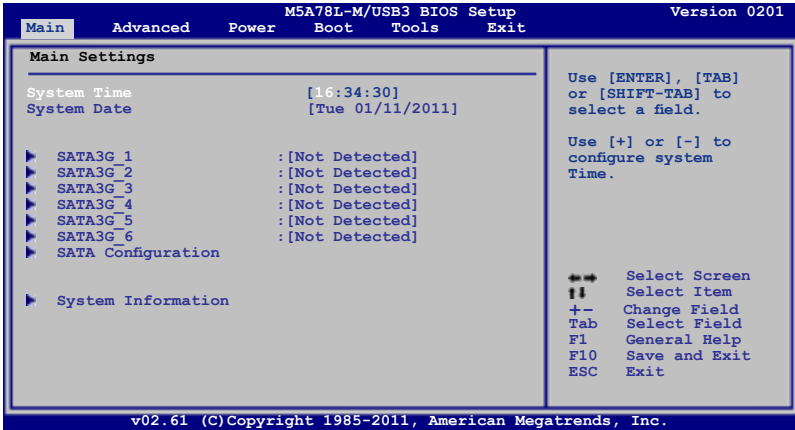 M5A78L-M/USB3 BIOS Setup Version 0201
Main Advanced Power Boot Tools Exit
Main Settings
System Time [16:34:30]
System Date [Tue 01/11/2011]
SATA3G_1 :[Not Detected]
SATA3G_2 :[Not Detected]
SATA3G_3 :[Not Detected]
SATA3G_4 :[Not Detected]
SATA3G_5 :[Not Detected]
SATA3G_6 :[Not Detected]
SATA Configuration
System Information
Use [ENTER], [TAB]
or [SHIFT-TAB] to
select a field.
Use [+] or [-] to
configure system
Time.
←→ Select Screen
↑↓ Select Item
+- Change Field
Tab Select Field
F1 General Help
F10 Save and Exit
ESC Exit
v02.61 (C)Copyright 1985-2011, American Megatrends, Inc.